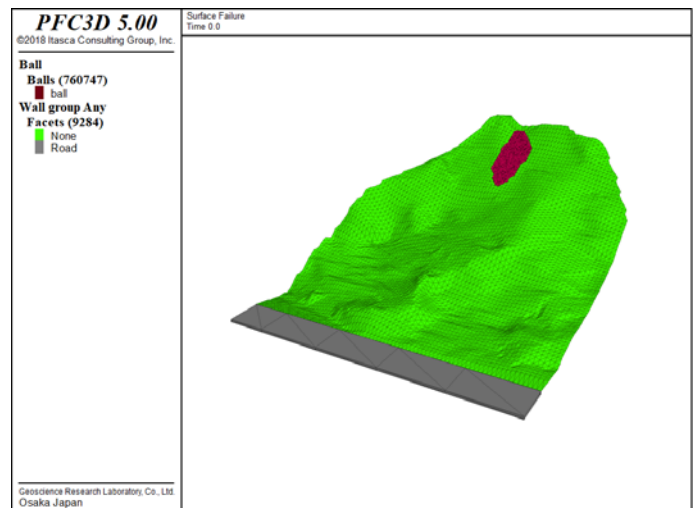 PFC3D 5.00
©2018 Itasca Consulting Group, Inc.
Ball
Balls (760747)
ball
Wall group Any
Facets (9284)
None
Road
Geoscience Research Laboratory, Co., Ltd.
Osaka Japan
Surface Failure
Time 0.0